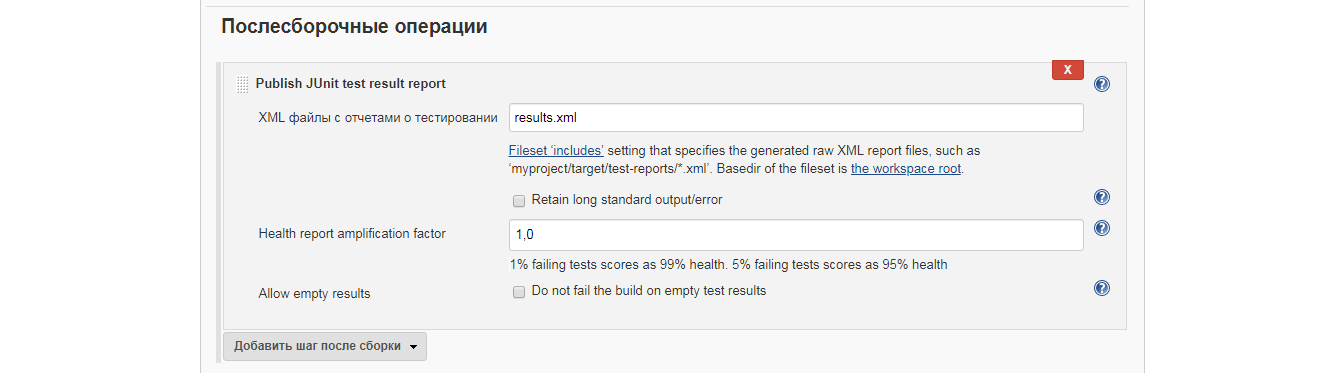 Послесборочные операции
X
Publish JUnit test result report
XML файлы с отчетами о тестировании
results.xml
Fileset ‘includes’ setting that specifies the generated raw XML report files, such as
‘myproject/target/test-reports/*.xml’. Basedir of the fileset is the workspace root.
Retain long standard output/error
Health report amplification factor
1,0
1% failing tests scores as 99% health. 5% failing tests scores as 95% health
Allow empty results
Do not fail the build on empty test results
Добавить шаг после сборки